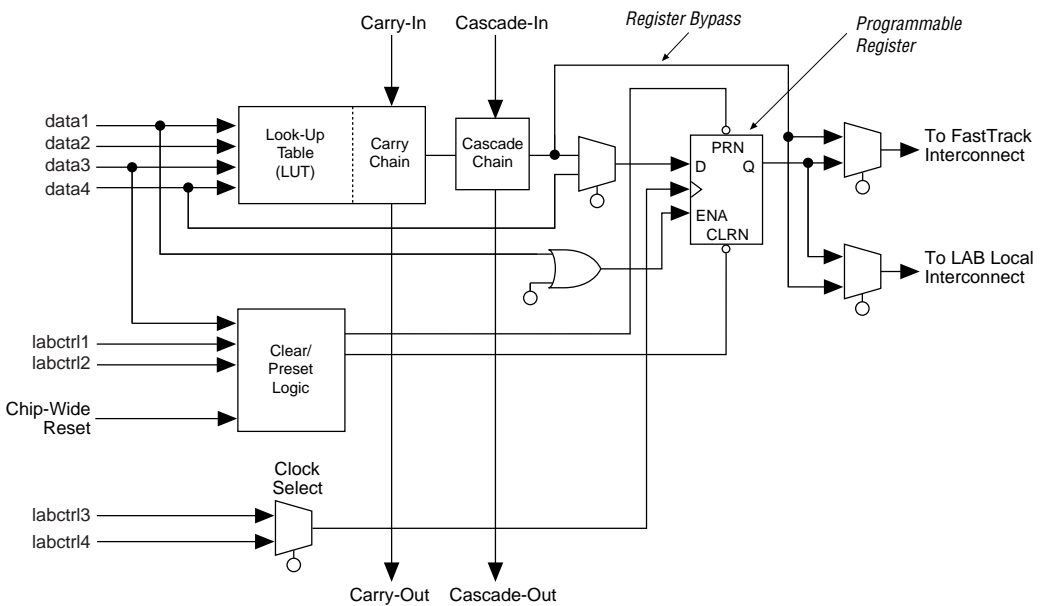 Carry-In
Cascade-In
Register Bypass
Programmable
Register
data1
data2
data3
data4
Look-Up
Table
(LUT)
Carry
Chain
Cascade
Chain
PRN
D
Q
ENA
CLRN
To FastTrack
Interconnect
To LAB Local
Interconnect
labctrl1
labctrl2
Clear/
Preset
Logic
Chip-Wide
Reset
Clock
Select
labctrl3
labctrl4
Carry-Out
Cascade-Out